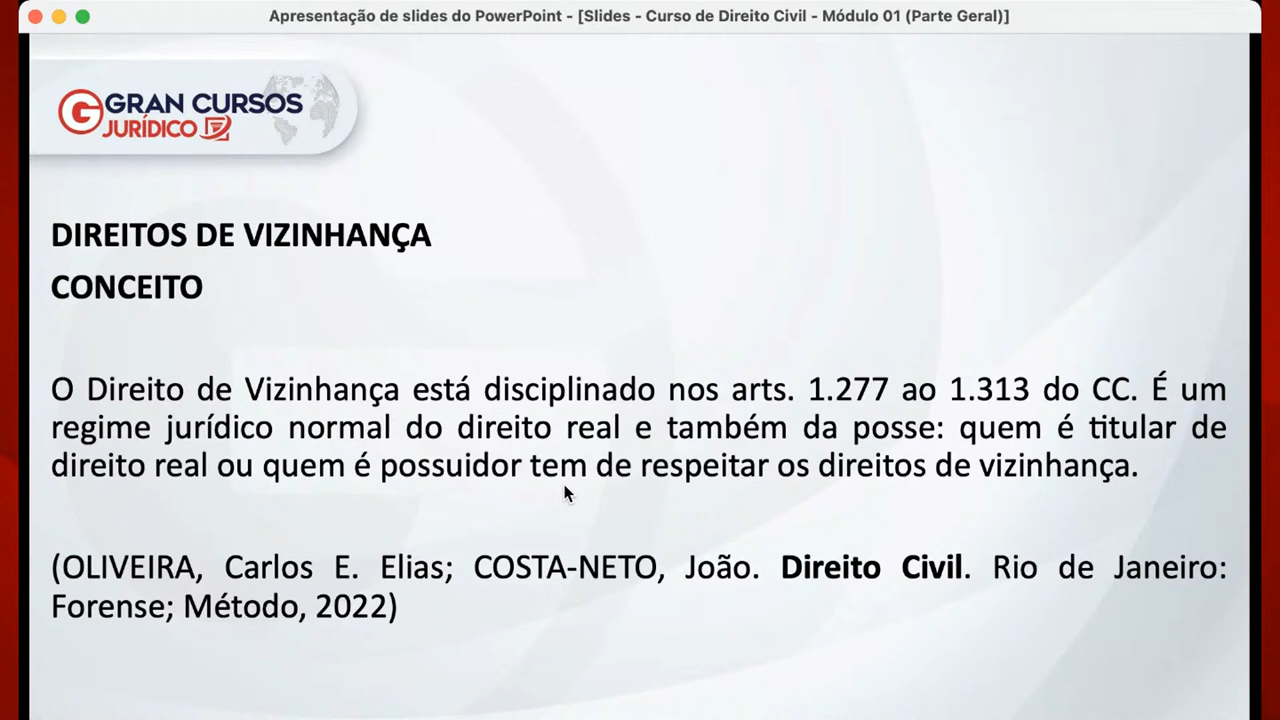 Apresentação de slides do PowerPoint - [Slides - Curso de Direito Civil - Módulo 01 (Parte Geral)]
GRAN CURSOS
JURÍDICO
DIREITOS DE VIZINHANÇA
CONCEITO
O Direito de Vizinhança está disciplinado nos arts. 1.277 ao 1.313 do CC. É um
regime jurídico normal do direito real e também da posse: quem é titular de
direito real ou quem é possuidor tem de respeitar os direitos de vizinhança.
(OLIVEIRA, Carlos E. Elias; COSTA-NETO, João. Direito Civil. Rio de Janeiro:
Forense; Método, 2022)